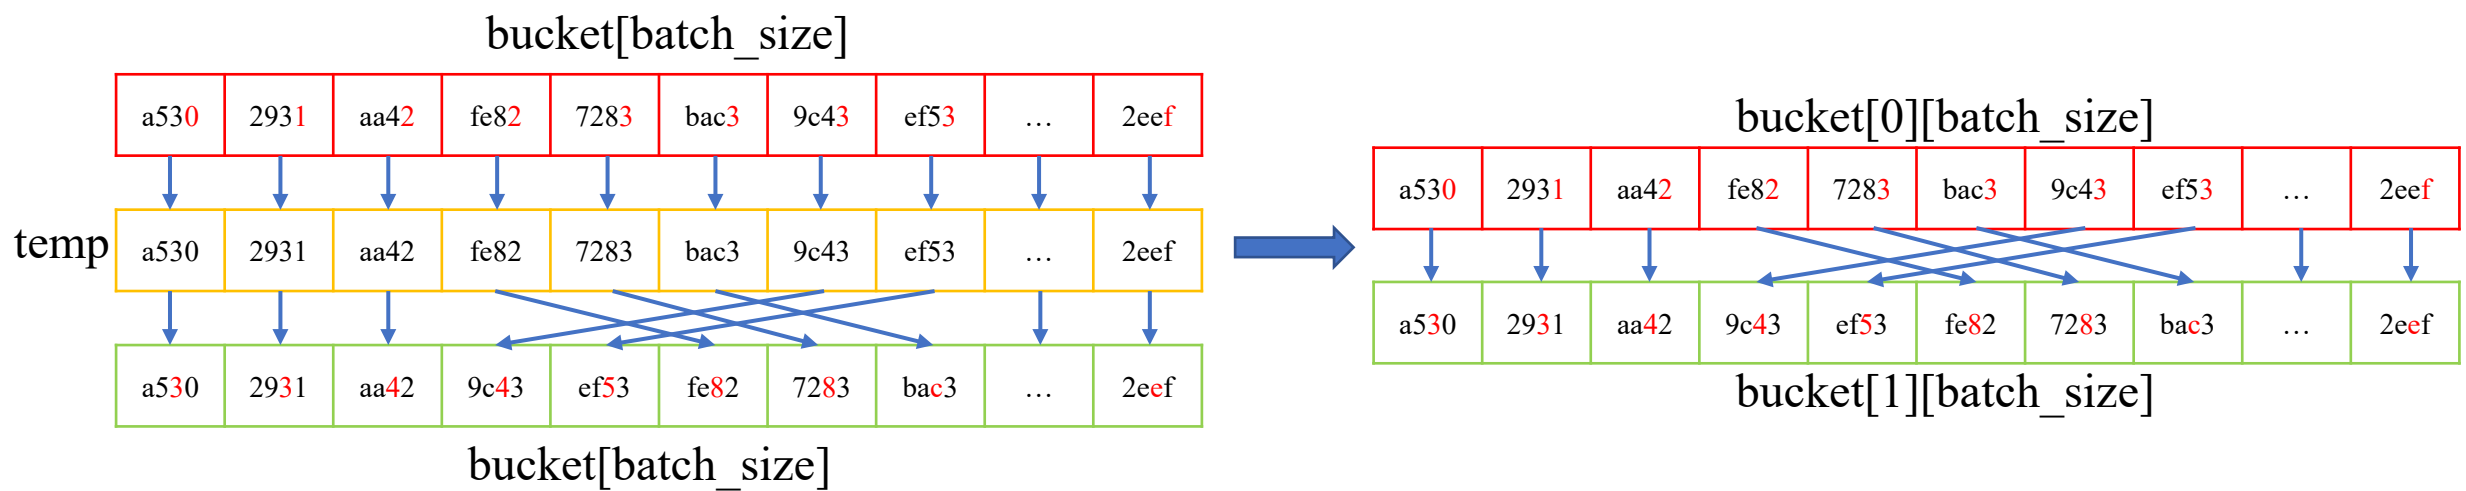 bucket[batch_size]
a530 2931 aa42 fe82 7283 bac3 9c43 ef53 … 2eef
temp a530 2931 aa42 fe82 7283 bac3 9c43 ef53 … 2eef
a530 2931 aa42 9c43 ef53 fe82 7283 bac3 … 2eef
bucket[batch_size]
bucket[0][batch_size]
a530 2931 aa42 fe82 7283 bac3 9c43 ef53 … 2eef
a530 2931 aa42 9c43 ef53 fe82 7283 bac3 … 2eef
bucket[1][batch_size]